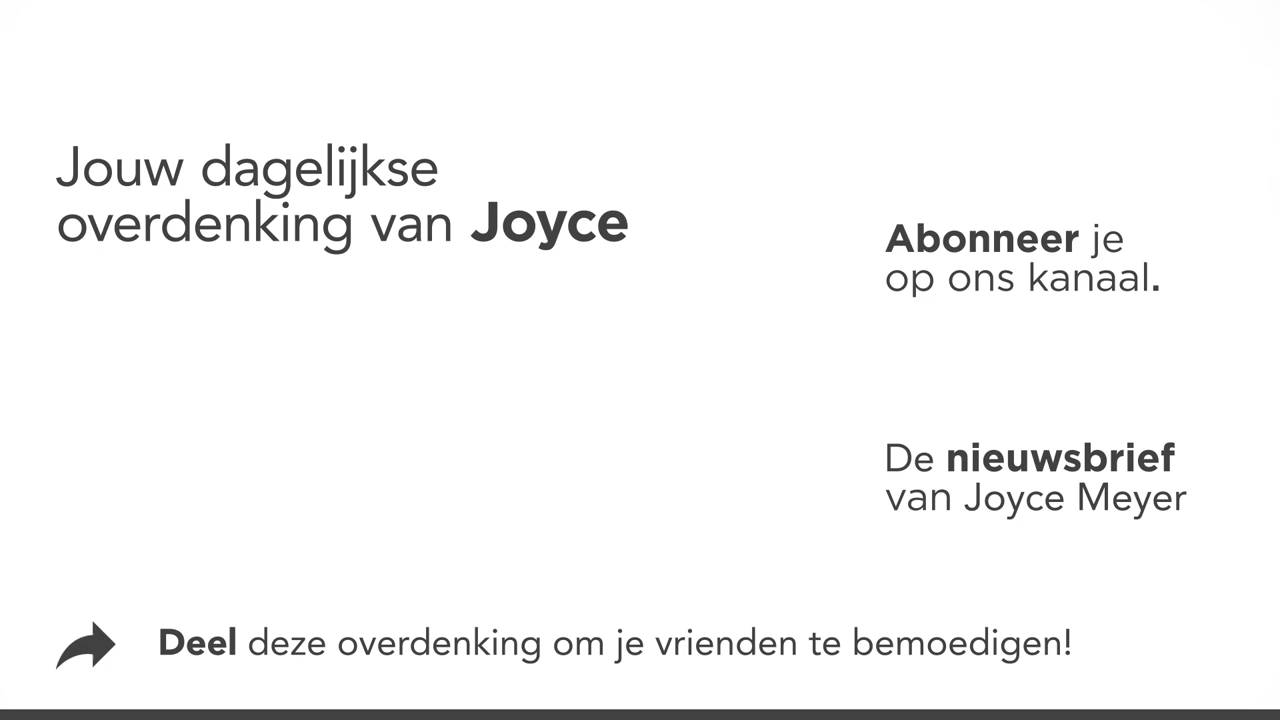 Jouw dagelijkse
overdenking van Joyce
Abonneer je
op ons kanaal.
De nieuwsbrief
van Joyce Meyer
Deel deze overdenking om je vrienden te bemoedigen!